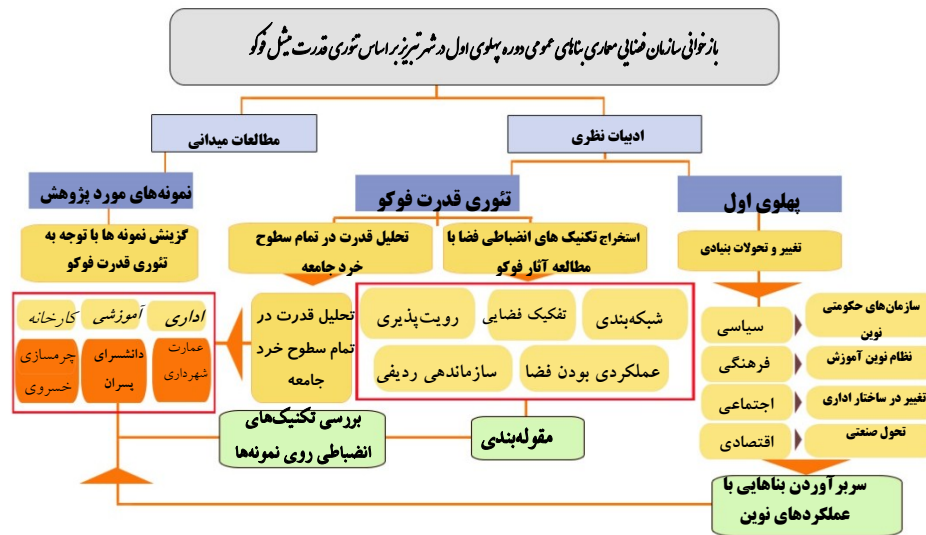 بازخوانی سازمان فضایی معماری بناهای عمومی دوره پهلوی اول در شهر تبریز بر اساس تئوری قدرت میشل فوکو
ادبیات نظری
مطالعات میدانی
پهلوی اول
تئوری قدرت فوکو
نمونه‌های مورد پژوهش
تغییر و تحولات بنیادی
استخراج تکنیک های انضباطی فضا با
مطالعه آثار فوکو
تحلیل قدرت در تمام سطوح
خرد جامعه
گزینش نمونه ها با توجه به
تئوری قدرت فوکو
سیاسی
سازمان‌های حکومتی
نوین
فرهنگی
نظام نوین آموزش
اجتماعی
تغییر در ساختار اداری
اقتصادی
تحول صنعتی
شبکه‌بندی
تفکیک فضایی
رویت‌پذیری
عملکردی بودن فضا
سازماندهی ردیفی
تحلیل قدرت در
تمام سطوح خرد
جامعه
اداری
آموزشی
کارخانه
عمارت
شهرداری
دانشسرای
پسران
چرمسازی
خسروی
مقوله‌بندی
بررسی تکنیک‌های
انضباطی روی نمونه‌ها
سربرآوردن بناهایی با
عملکردهای نوین